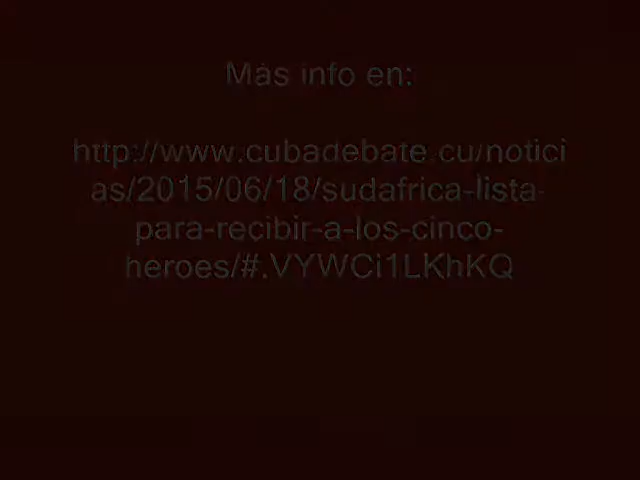 Más info en:
http://www.cubadebate.cu/notici
as/2015/06/18/sudafrica-lista-
para-recibir-a-los-cinco-
heroes/#.VYWCi1LKhKQ